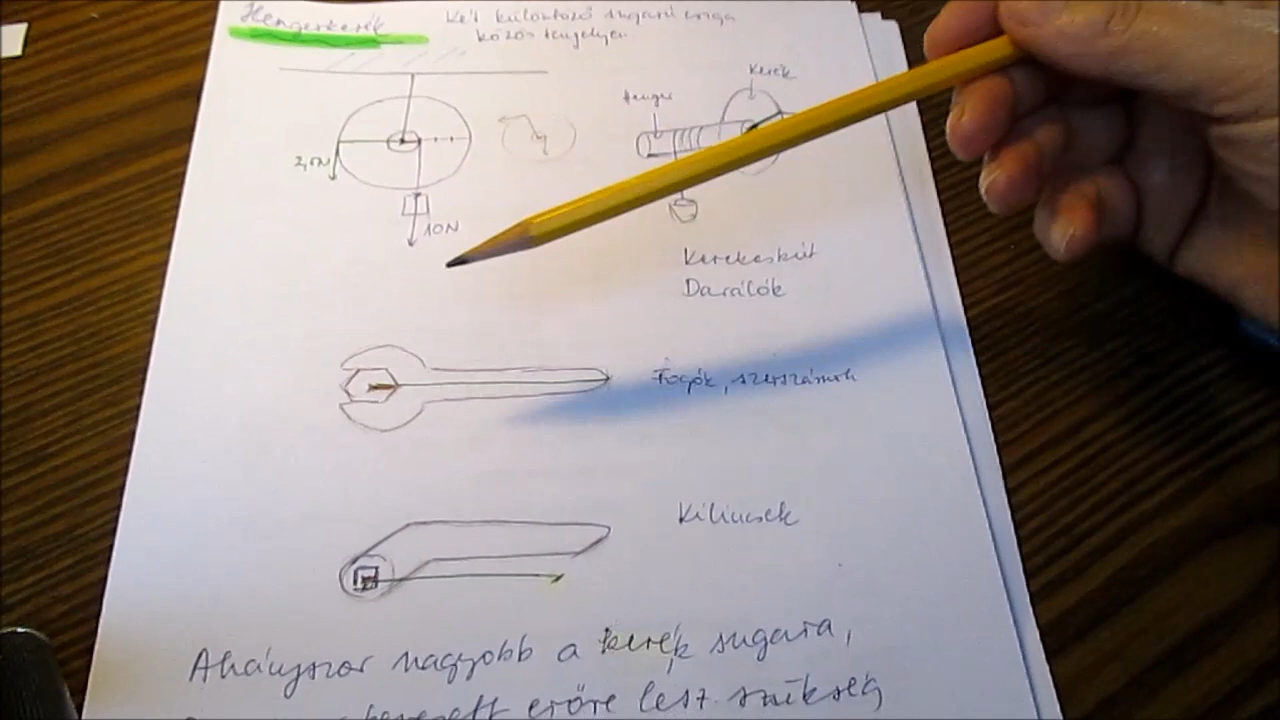 Hengerkerék
Két különböző sugarú csiga
közös tengelyen
Kerék
Henger
2,5N
10N
Kerekeskút
Darálók
Fogók, szerszámok
Kilincsek
Ahányszor nagyobb a kerék sugara,
erőre lesz szükség